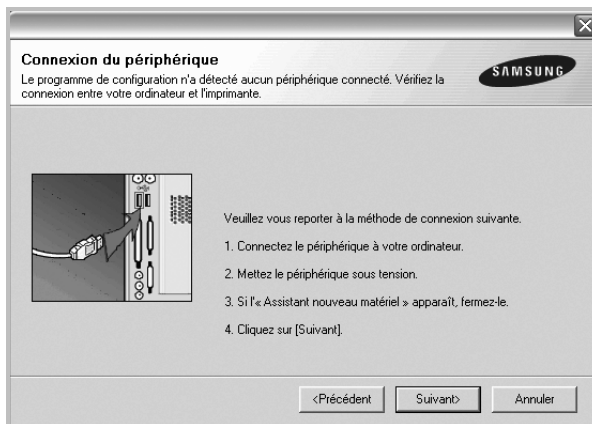 Connexion du périphérique
Le programme de configuration n'a détecté aucun périphérique connecté. Vérifiez la
connexion entre votre ordinateur et l'imprimante.
SAMSUNG
Veuillez vous reporter à la méthode de connexion suivante.
1. Connectez le périphérique à votre ordinateur.
2. Mettez le périphérique sous tension.
3. Si l'« Assistant nouveau matériel » apparaît, fermez-le.
4. Cliquez sur [Suivant].
<Précédent
Suivant>
Annuler